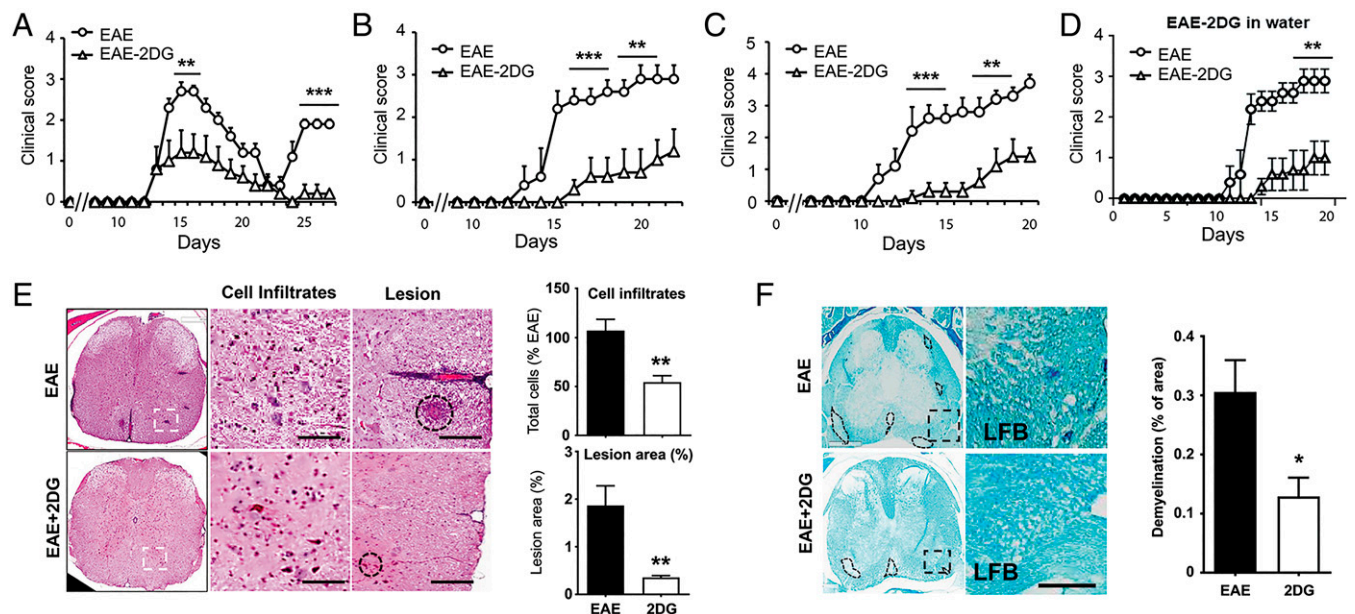 A
EAE
EAE-2DG
**
***
Clinical score
4
3
2
1
0
0 10 15 20 25
Days
B
EAE
EAE-2DG
***
**
Clinical score
4
3
2
1
0
0 10 15 20
Days
C
EAE
EAE-2DG
***
**
Clinical score
5
4
3
2
1
0
0 10 15 20
Days
D
EAE-2DG in water
EAE
EAE-2DG
**
Clinical score
4
3
2
1
0
0 5 10 15 20
Days
E
Cell Infiltrates
Lesion
EAE
EAE+2DG
Cell infiltrates
Total cells (% EAE)
150
100
50
0
**
Lesion area (%)
Lesion area (%)
3
2
1
0
**
EAE 2DG
F
EAE
LFB
EAE+2DG
LFB
Demyelination (% of area)
0.4
0.3
0.2
0.1
0.0
*
EAE 2DG